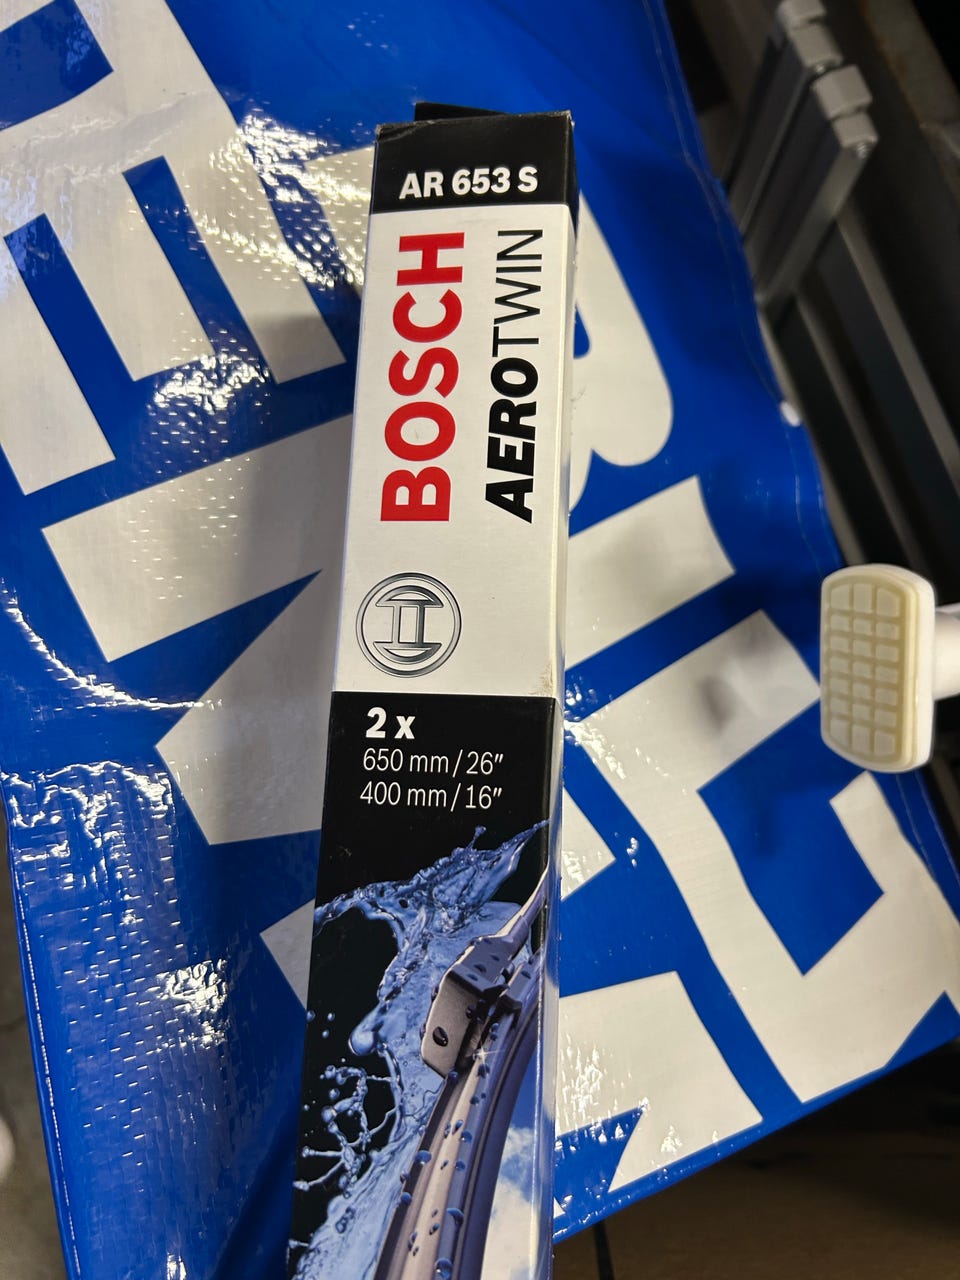 AR 653 S
BOSCH
AEROTWIN
2 x
650 mm/26"
400 mm/16"